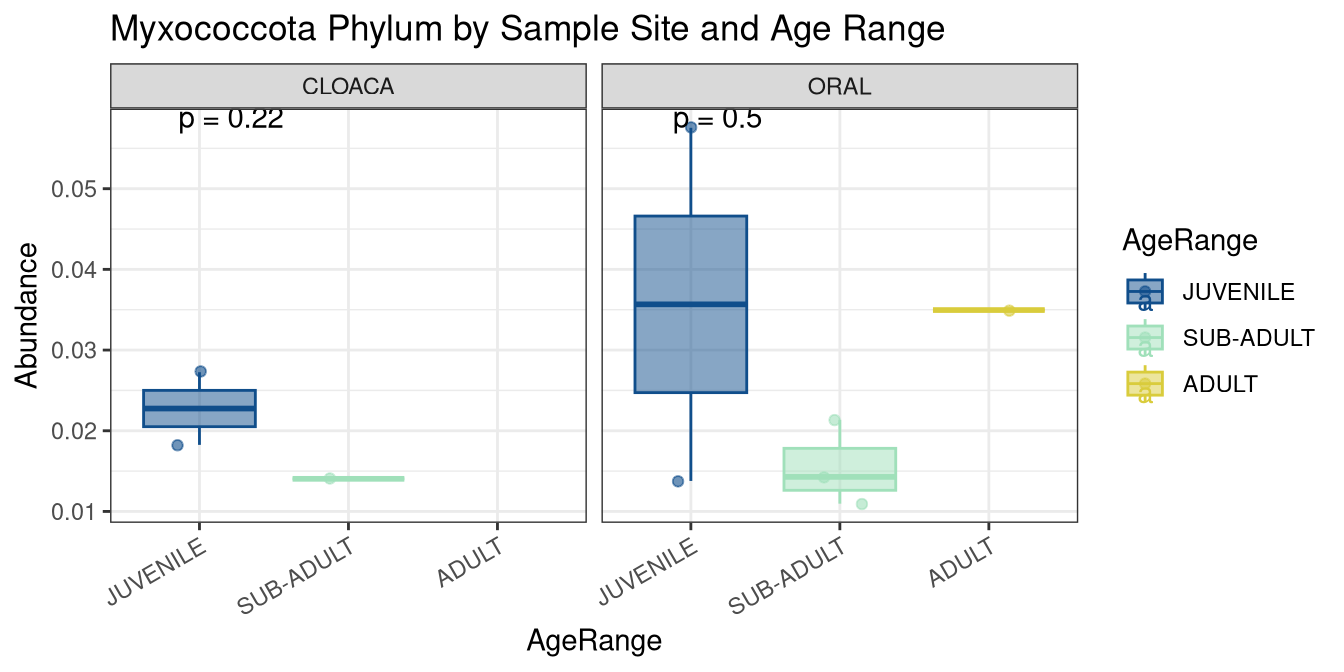 Myxococcota Phylum by Sample Site and Age Range
CLOACA
ORAL
p = 0.22
p = 0.5
Abundance
0.05
0.04
0.03
0.02
0.01
JUVENILE
SUB-ADULT
ADULT
JUVENILE
SUB-ADULT
ADULT
AgeRange
AgeRange
a JUVENILE
a SUB-ADULT
a ADULT